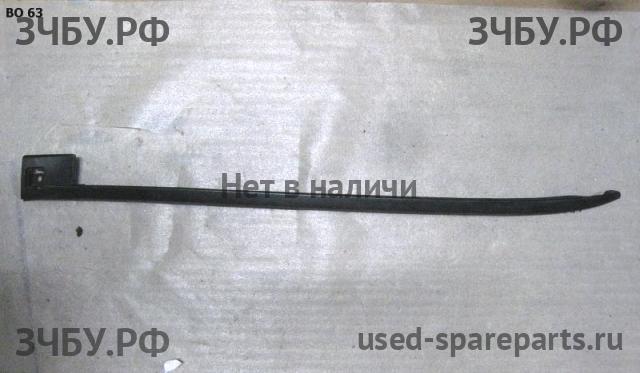 ВО 63
ЗЧБУ.РФ
ЗЧБУ.РФ
Нет в наличи
ЗЧБУ.РФ
used-spareparts.ru